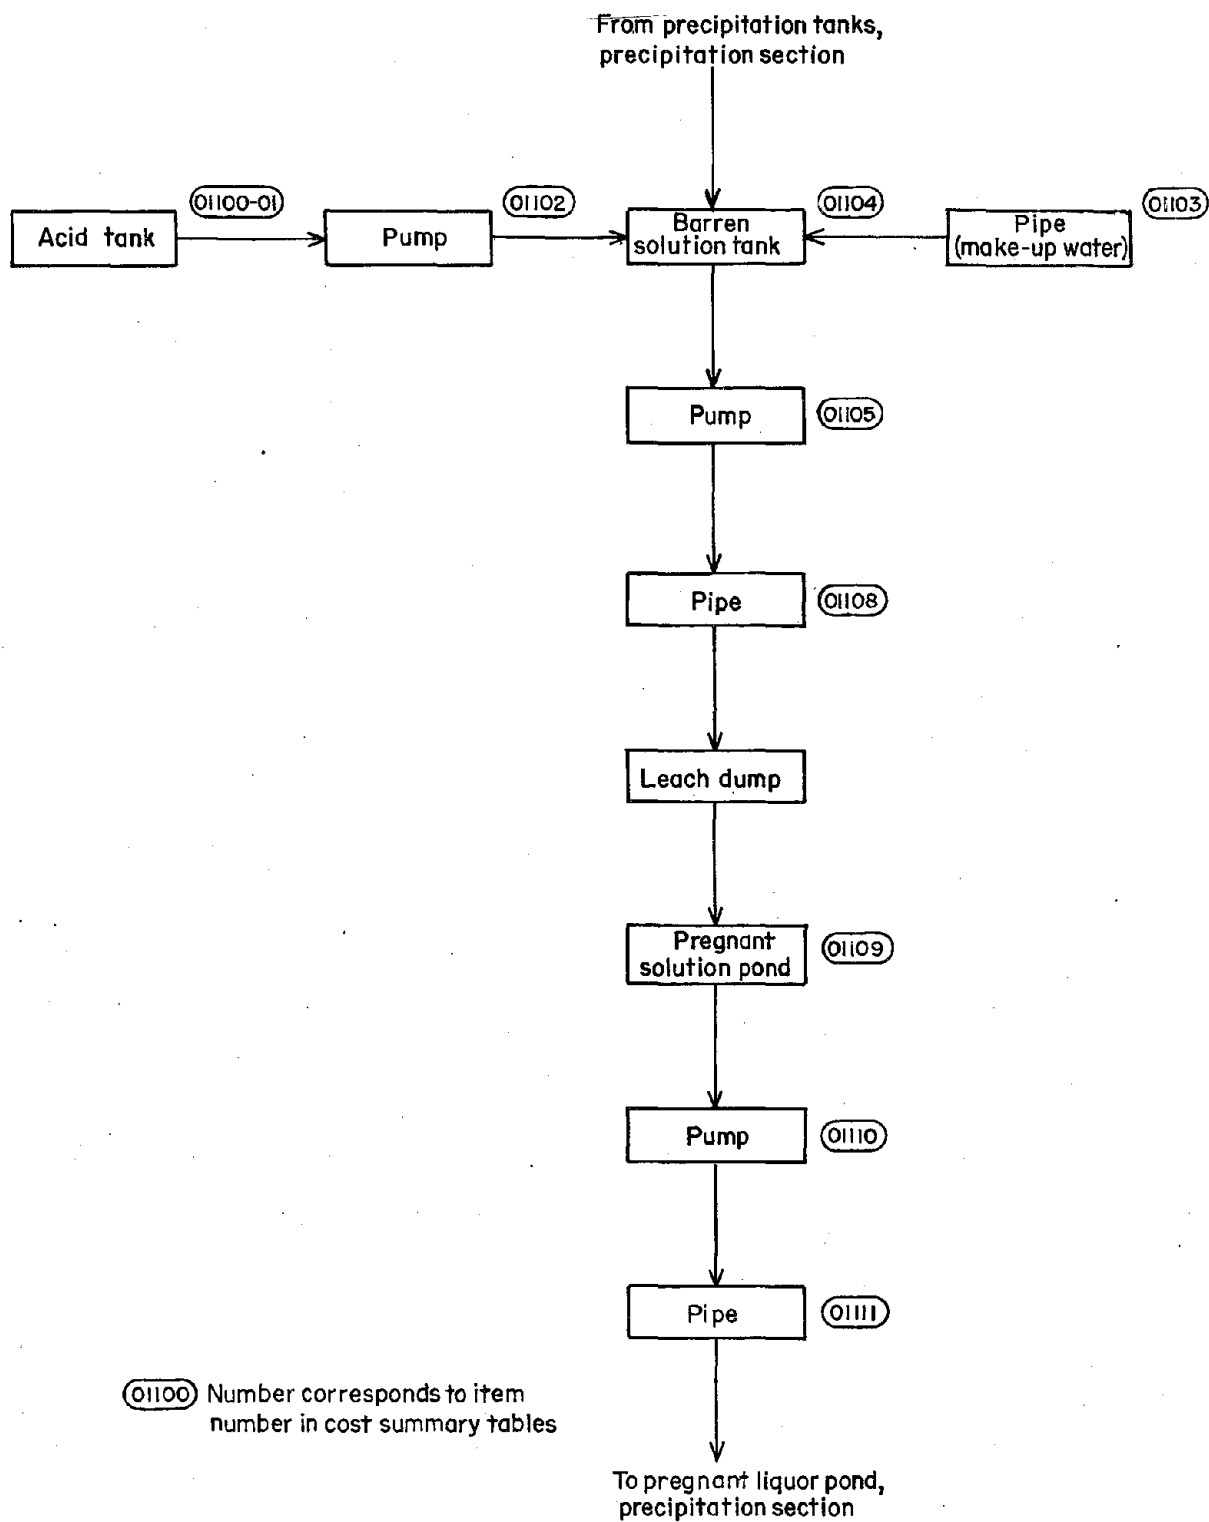 From precipitation tanks,
precipitation section
01100-01
01102
01104
01103
Acid tank
Pump
Barren
solution tank
Pipe
(make-up water)
Pump
01105
Pipe
01108
Leach dump
Pregnant
solution pond
01109
Pump
01110
Pipe
01111
01100 Number corresponds to item
number in cost summary tables
To pregnant liquor pond,
precipitation section